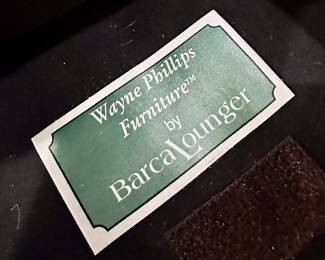 Wayne Phillips
Furniture™
by
BarcaLounger